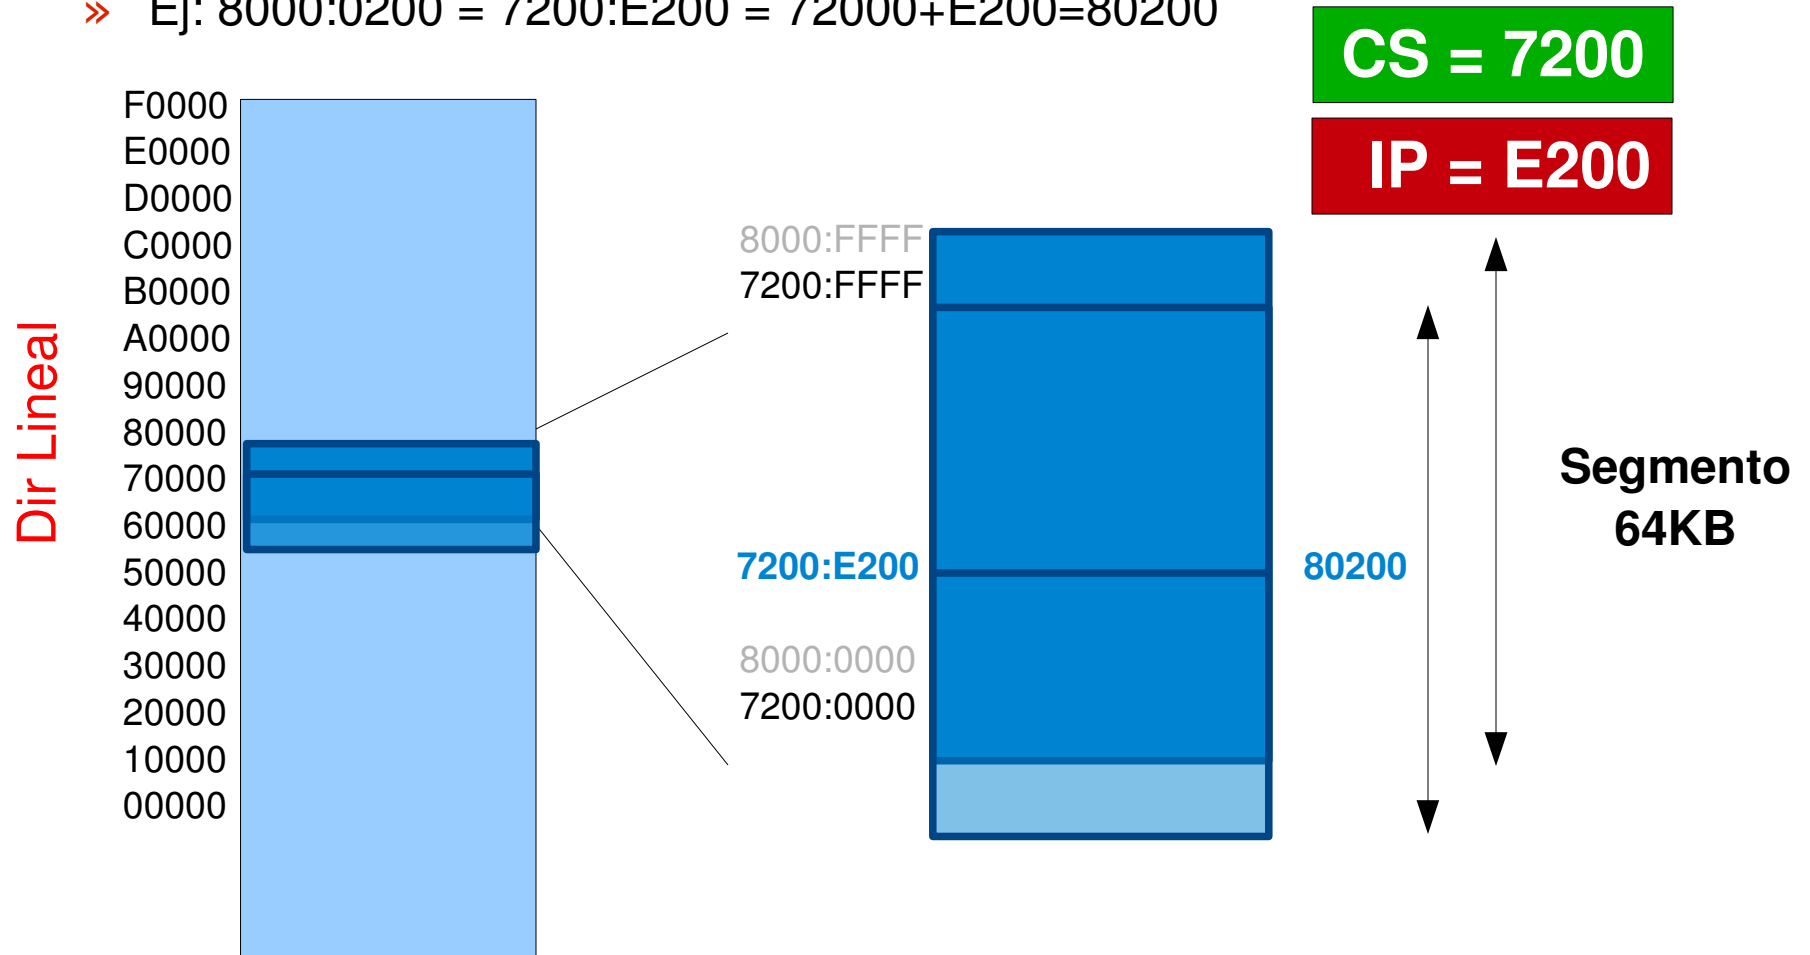 » Ej: 8000:0200 = 7200:E200 = 72000+E200=80200
CS = 7200
IP = E200
Dir Lineal
F0000
E0000
D0000
C0000
B0000
A0000
90000
80000
70000
60000
50000
40000
30000
20000
10000
00000
8000:FFFF
7200:FFFF
7200:E200
80200
8000:0000
7200:0000
Segmento
64KB